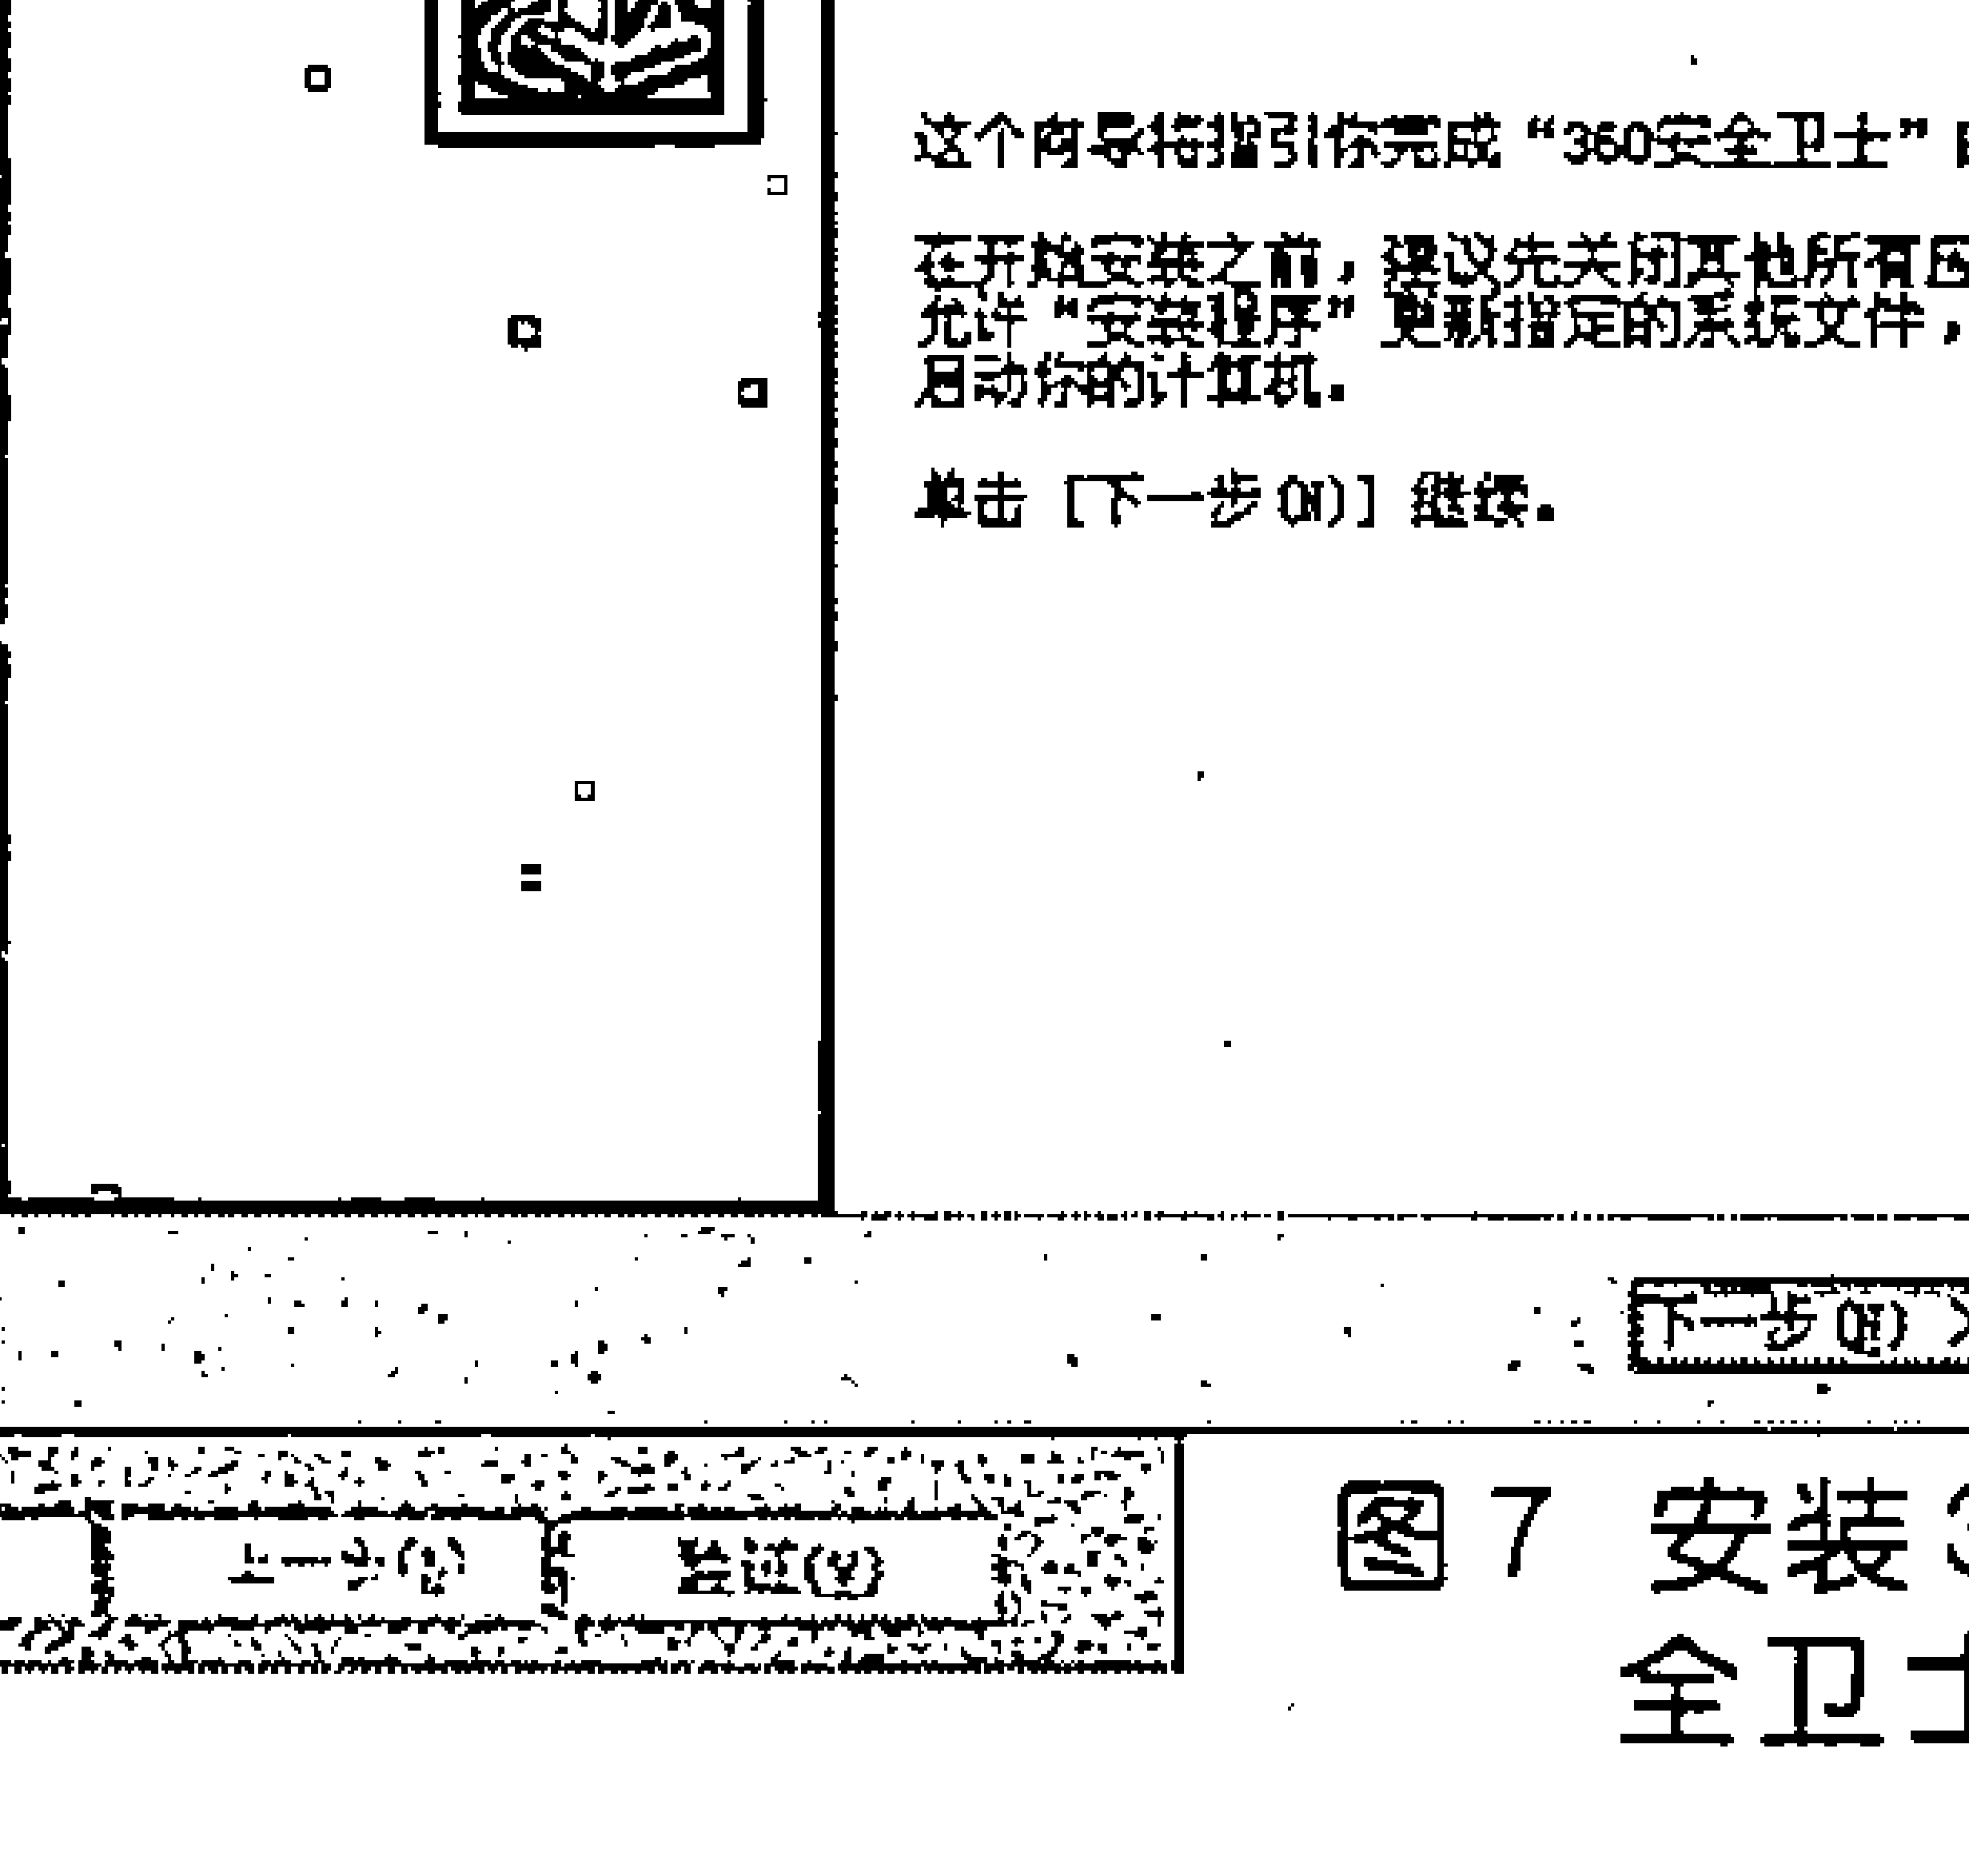 这个向导将指引你完成“360安全卫士”
在开始安装之前,建议先关闭其他所有
允许“安装程序”更新指定的系统文件,
启动你的计算机.
单击 [下一步(N)] 继续.
下一步(N) >
上一步(S)
图7 安装
全卫士